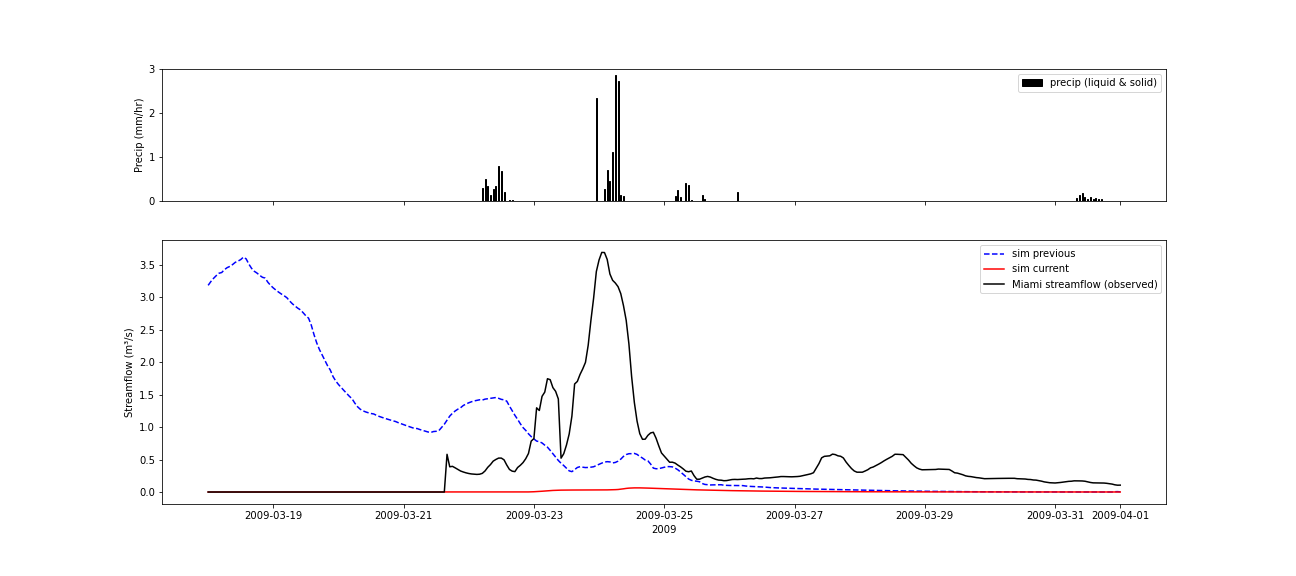 3
2
1
0
Precip (mm/hr)
precip (liquid & solid)
3.5
3.0
2.5
2.0
1.5
1.0
0.5
0.0
Streamflow (m³/s)
sim previous
sim current
Miami streamflow (observed)
2009-03-19 2009-03-21 2009-03-23 2009-03-25 2009-03-27 2009-03-29 2009-03-31 2009-04-01
2009